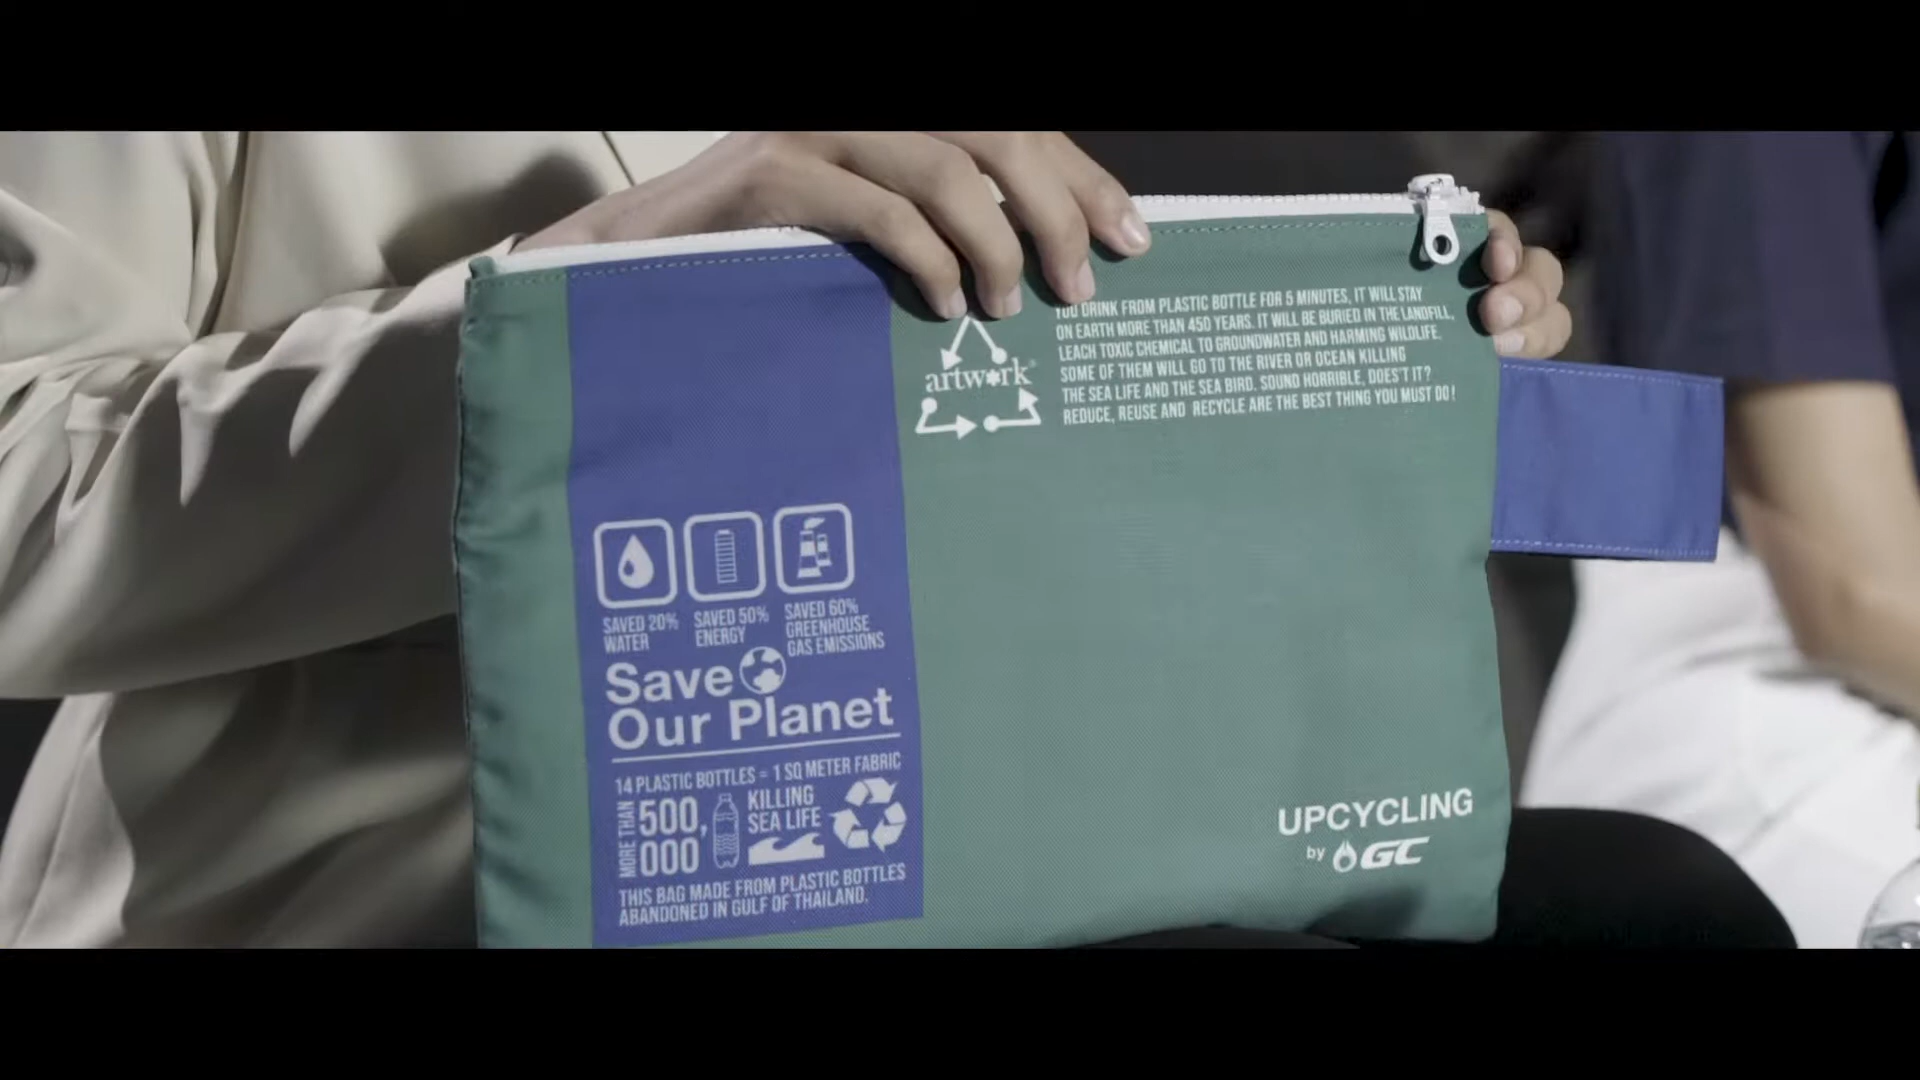 YOU DRINK FROM PLASTIC BOTTLE FOR 5 MINUTES, IT WILL STAY
ON EARTH MORE THAN 450 YEARS. IT WILL BE BURIED IN THE LANDFILL,
LEACH TOXIC CHEMICAL TO GROUNDWATER AND HARMING WILDLIFE.
SOME OF THEM WILL GO TO THE RIVER OR OCEAN KILLING
THE SEA LIFE AND THE SEA BIRD. SOUND HORRIBLE, DOES'T IT?
REDUCE, REUSE AND RECYCLE ARE THE BEST THING YOU MUST DO!
artwork®
SAVED 20%
WATER
SAVED 50%
ENERGY
SAVED 60%
GREENHOUSE
GAS EMISSIONS
Save
Our Planet
14 PLASTIC BOTTLES = 1 SQ METER FABRIC
MORE THAN
500,
000
KILLING
SEA LIFE
THIS BAG MADE FROM PLASTIC BOTTLES
ABANDONED IN GULF OF THAILAND.
UPCYCLING
by GC